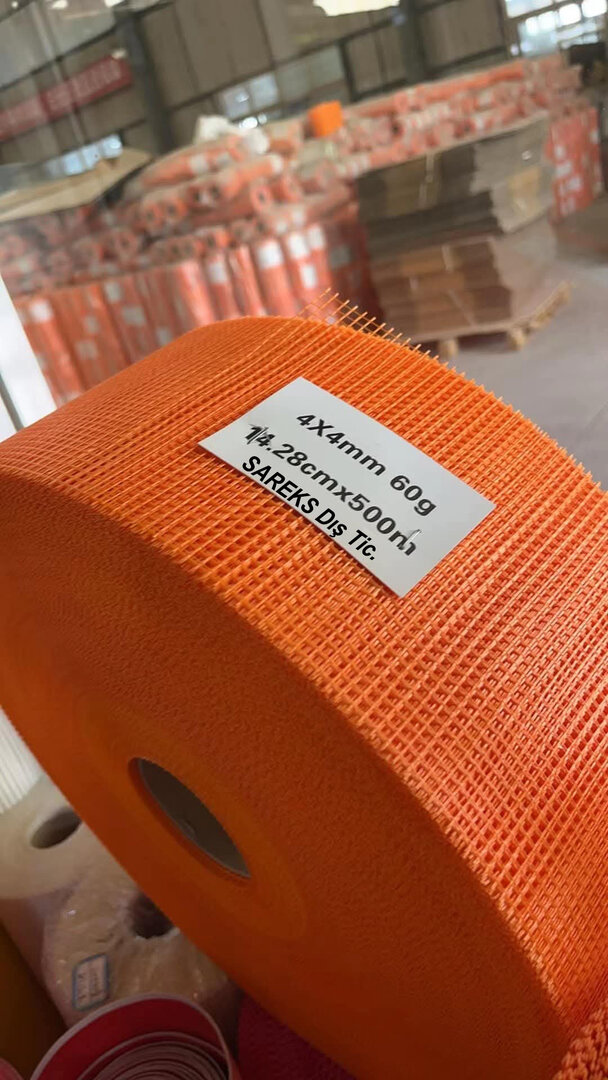 4X4mm 60g
14.28cmx500m
SAREKS Dış Tic.